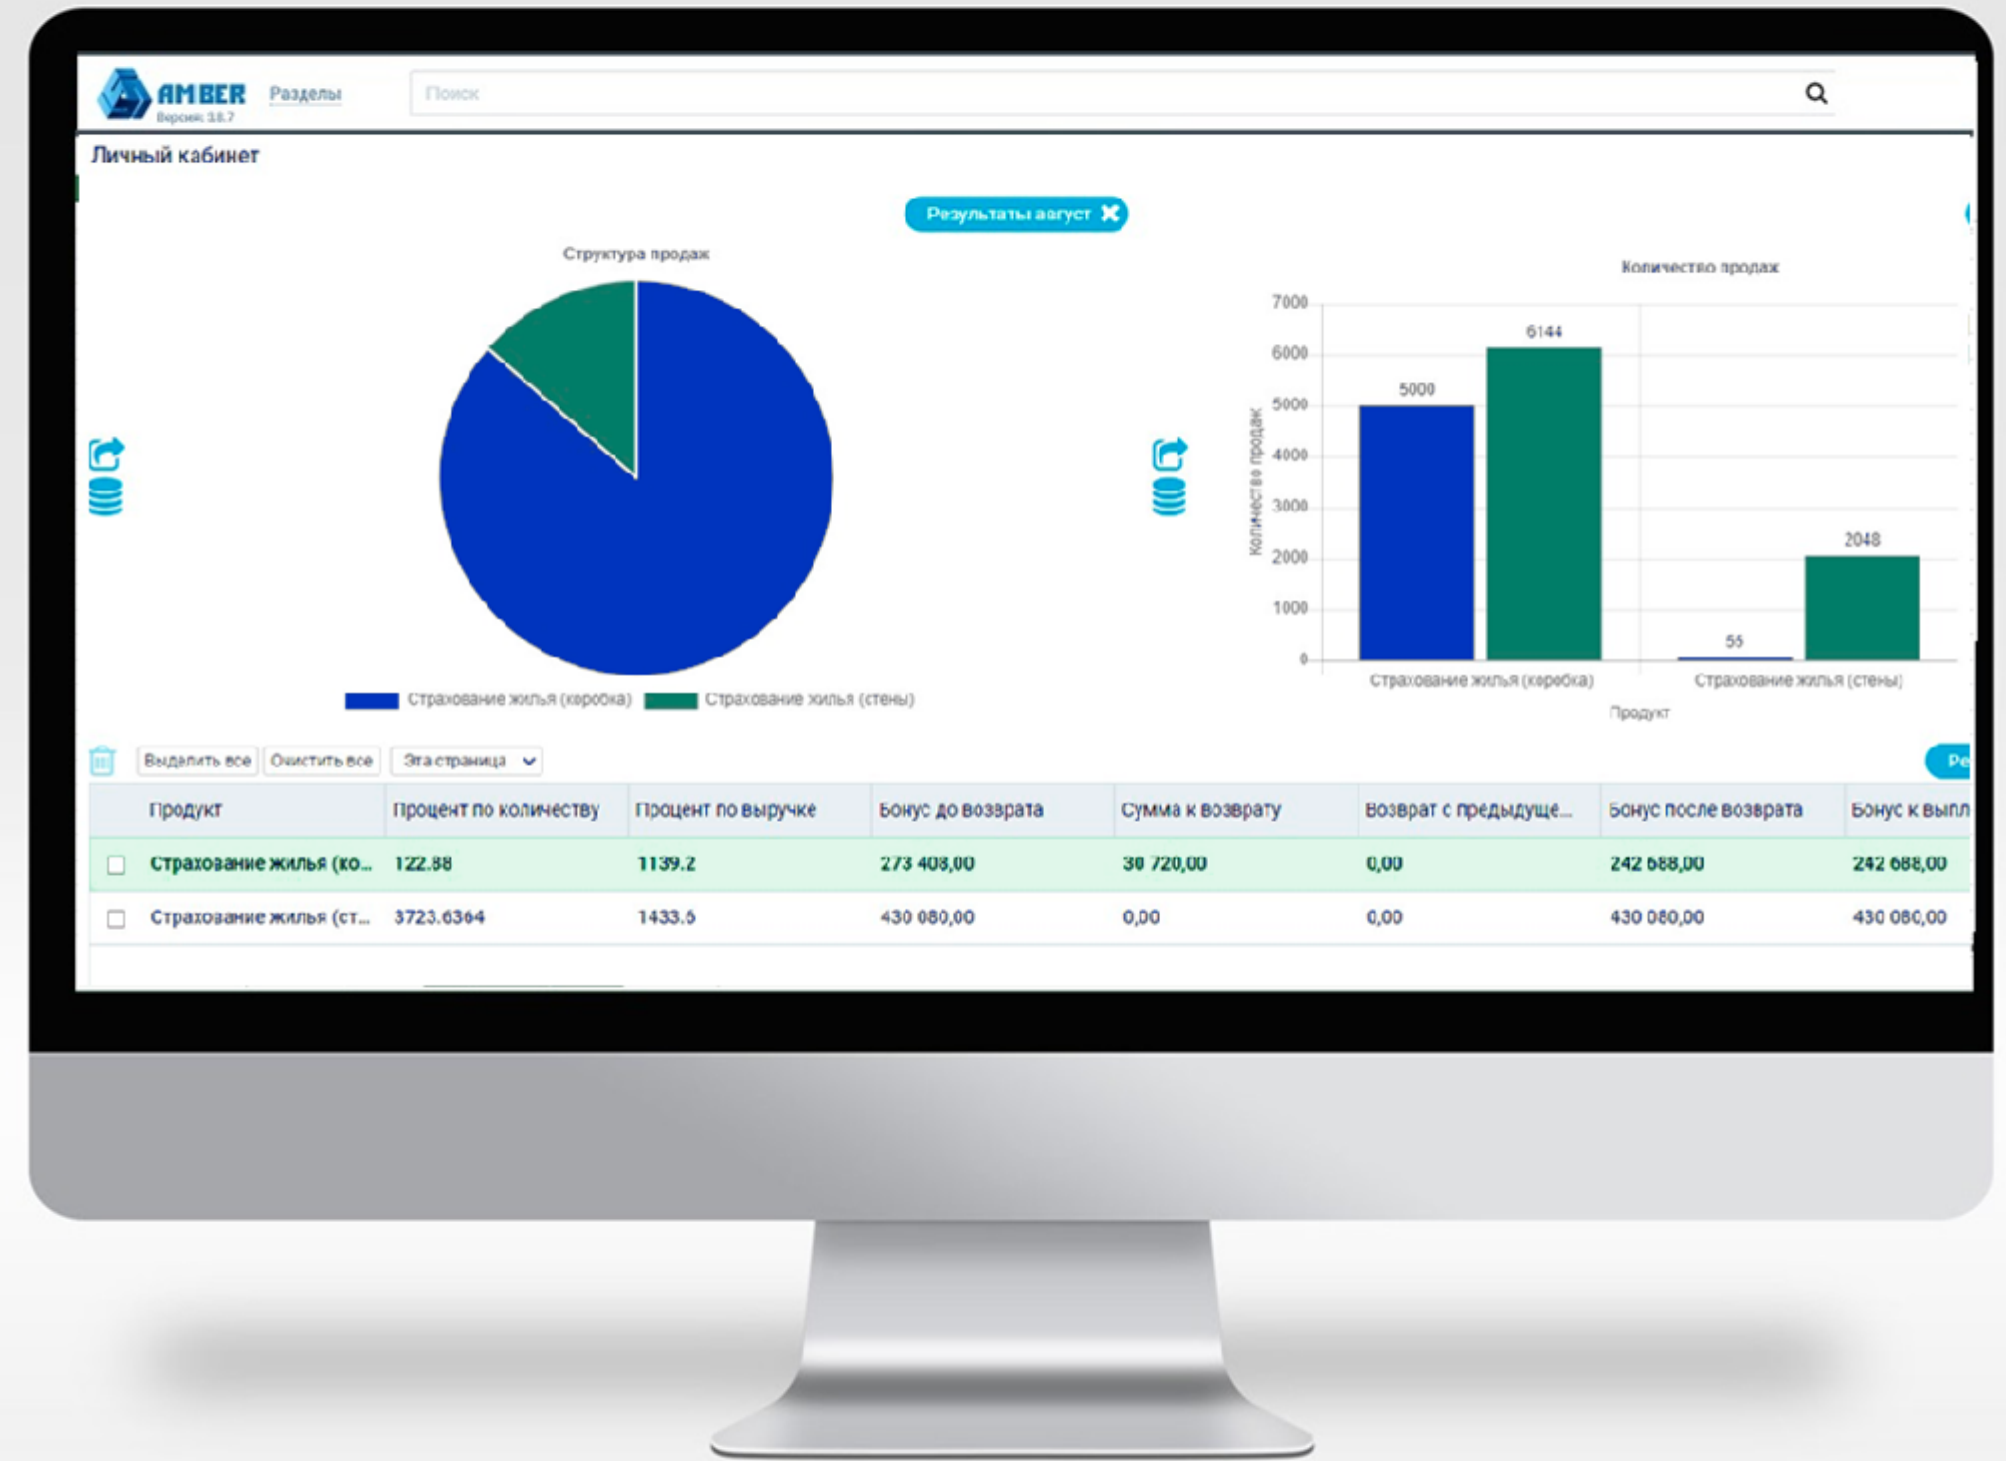 AMBER
Версия: 3.8.7
Разделы
Поиск
Личный кабинет
Результаты август
Структура продаж
Страхование жилья (коробка)
Страхование жилья (стены)
Количество продаж
7000
6000
5000
4000
3000
2000
1000
0
Количество продаж
5000
6144
55
2048
Страхование жилья (коробка)
Страхование жилья (стены)
Продукт
Выделить все
Очистить все
Эта страница
Ре
Продукт Процент по количеству Процент по выручке Бонус до возврата Сумма к возврату Возврат с предыдуще... Бонус после возврата Бонус к выпл
Страхование жилья (ко... 122.88 1139.2 273 408,00 30 720,00 0,00 242 688,00 242 688,00
Страхование жилья (ст... 3723.6364 1433.6 430 080,00 0,00 0,00 430 080,00 430 080,00